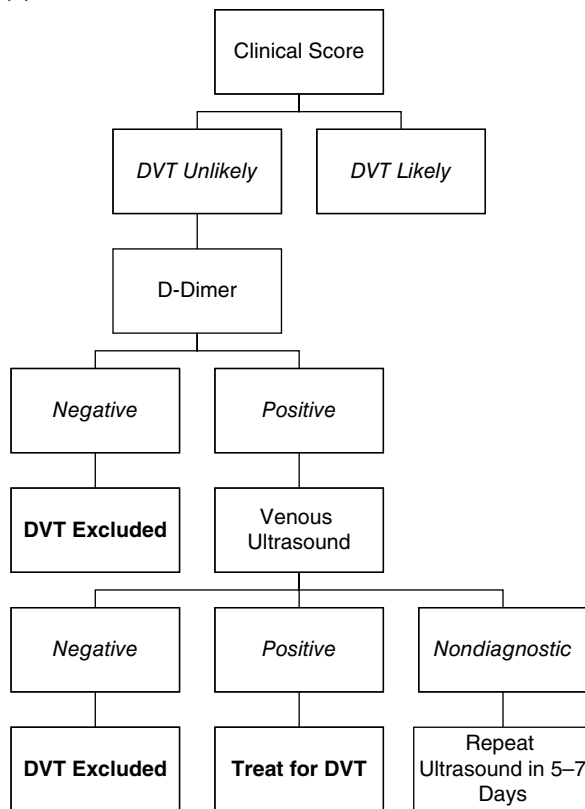 Clinical Score
DVT Unlikely
DVT Likely
D-Dimer
Negative
Positive
DVT Excluded
Venous
Ultrasound
Negative
Positive
Nondiagnostic
DVT Excluded
Treat for DVT
Repeat
Ultrasound in 5–7
Days